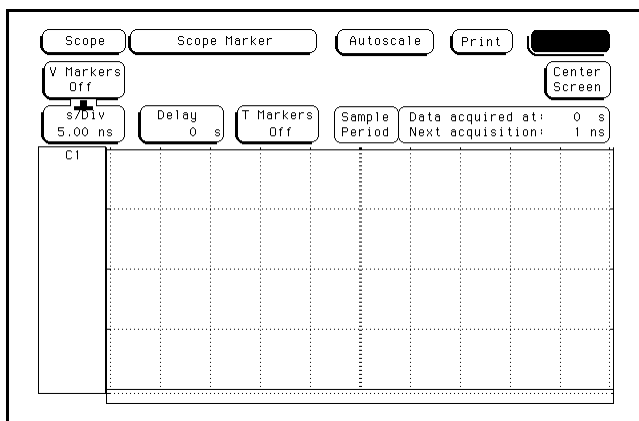 Scope Scope Marker Autoscale Print
V Markers
Off
Center
Screen
s/Div
5.00 ns
Delay
0 s
T Markers
Off
Sample
Period
Data acquired at: 0 s
Next acquisition: 1 ns
C1